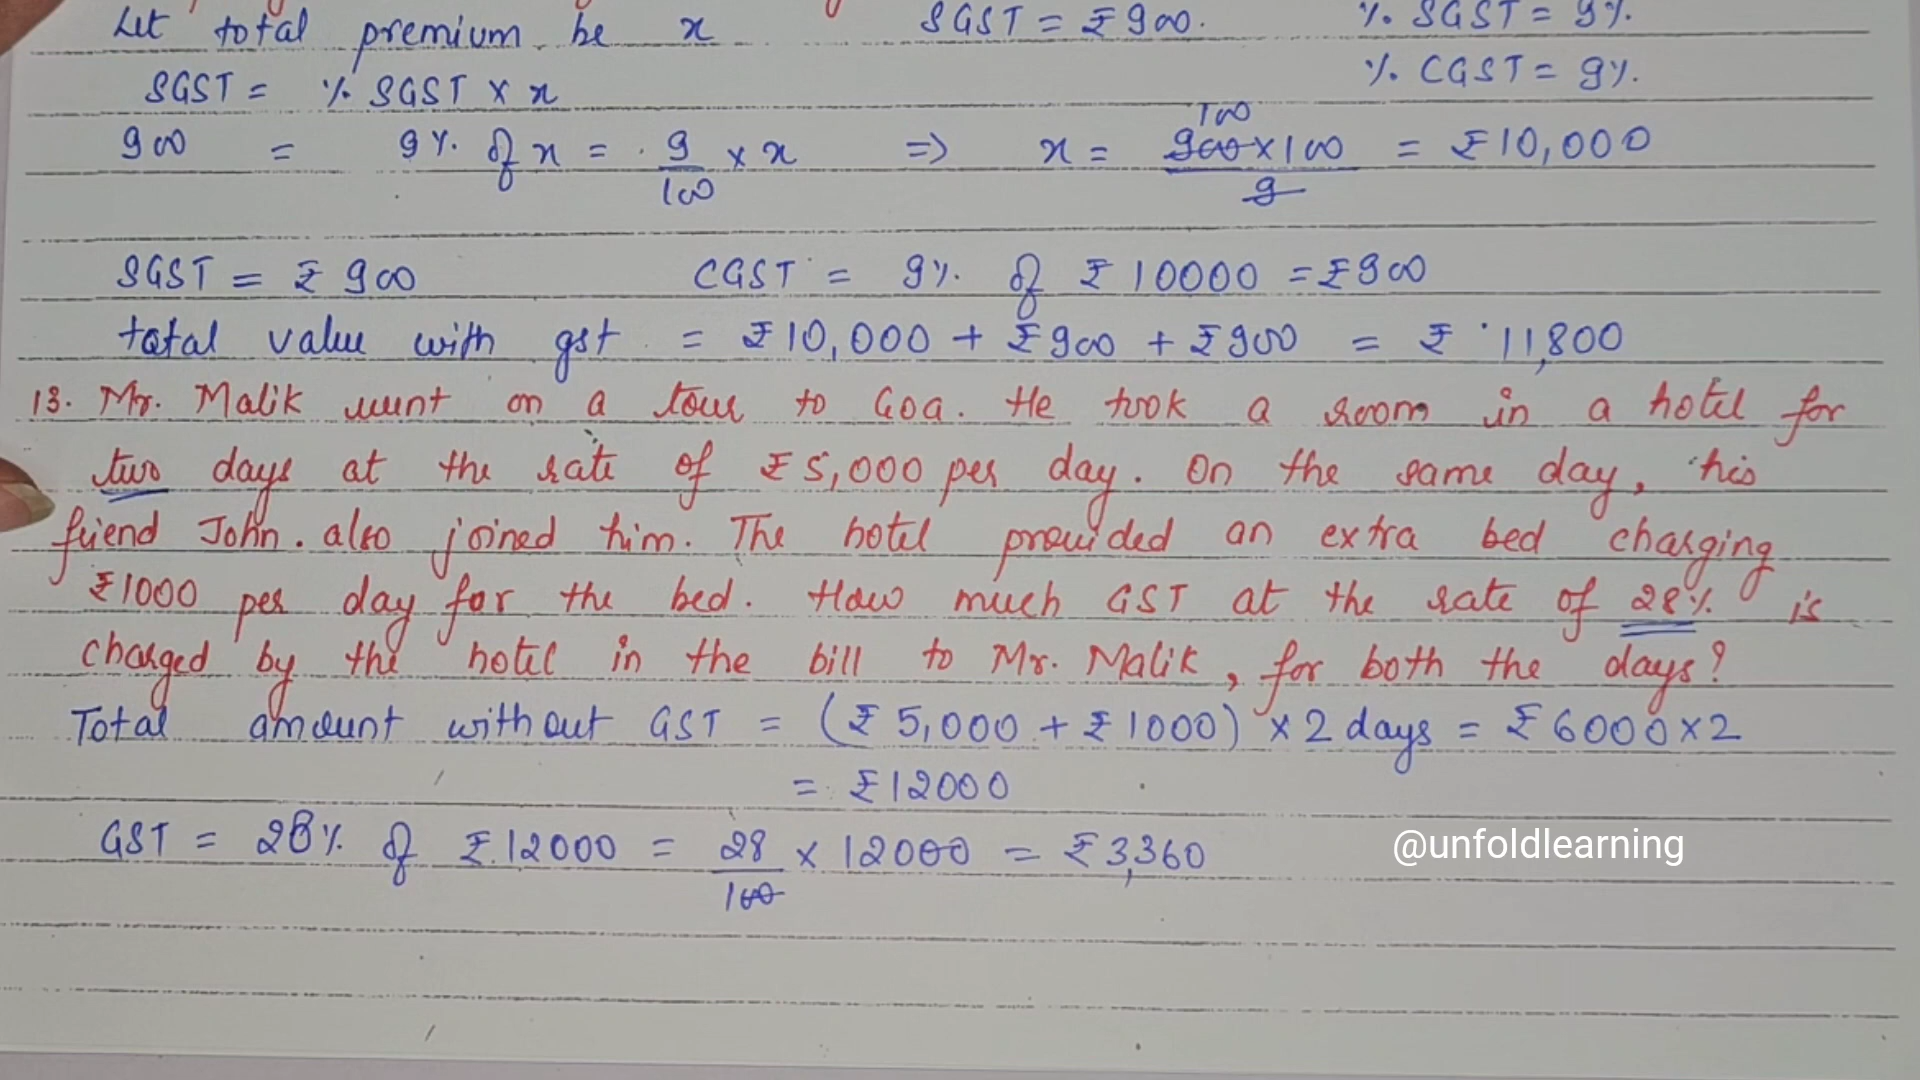 Let total premium be x SGST = ₹900. % SGST = 9%.
% CGST = 9%.
SGST = % SGST × x
900 = 9% of x = 9/100 × x => x = 900×100/9 = ₹10,000
100
SGST = ₹900 CGST = 9% of ₹10000 = ₹900
total value with gst = ₹10,000 + ₹900 + ₹900 = ₹11,800
13. Mr. Malik went on a tour to Goa. He took a room in a hotel for
two days at the rate of ₹5,000 per day. On the same day, his
friend John also joined him. The hotel provided an extra bed charging
₹1000 per day for the bed. How much GST at the rate of 28% is
charged by the hotel in the bill to Mr. Malik, for both the days?
Total amount without GST = (₹5,000 + ₹1000) × 2 days = ₹6000×2
= ₹12000
GST = 28% of ₹12000 = 28/100 × 12000 = ₹3,360
@unfoldlearning